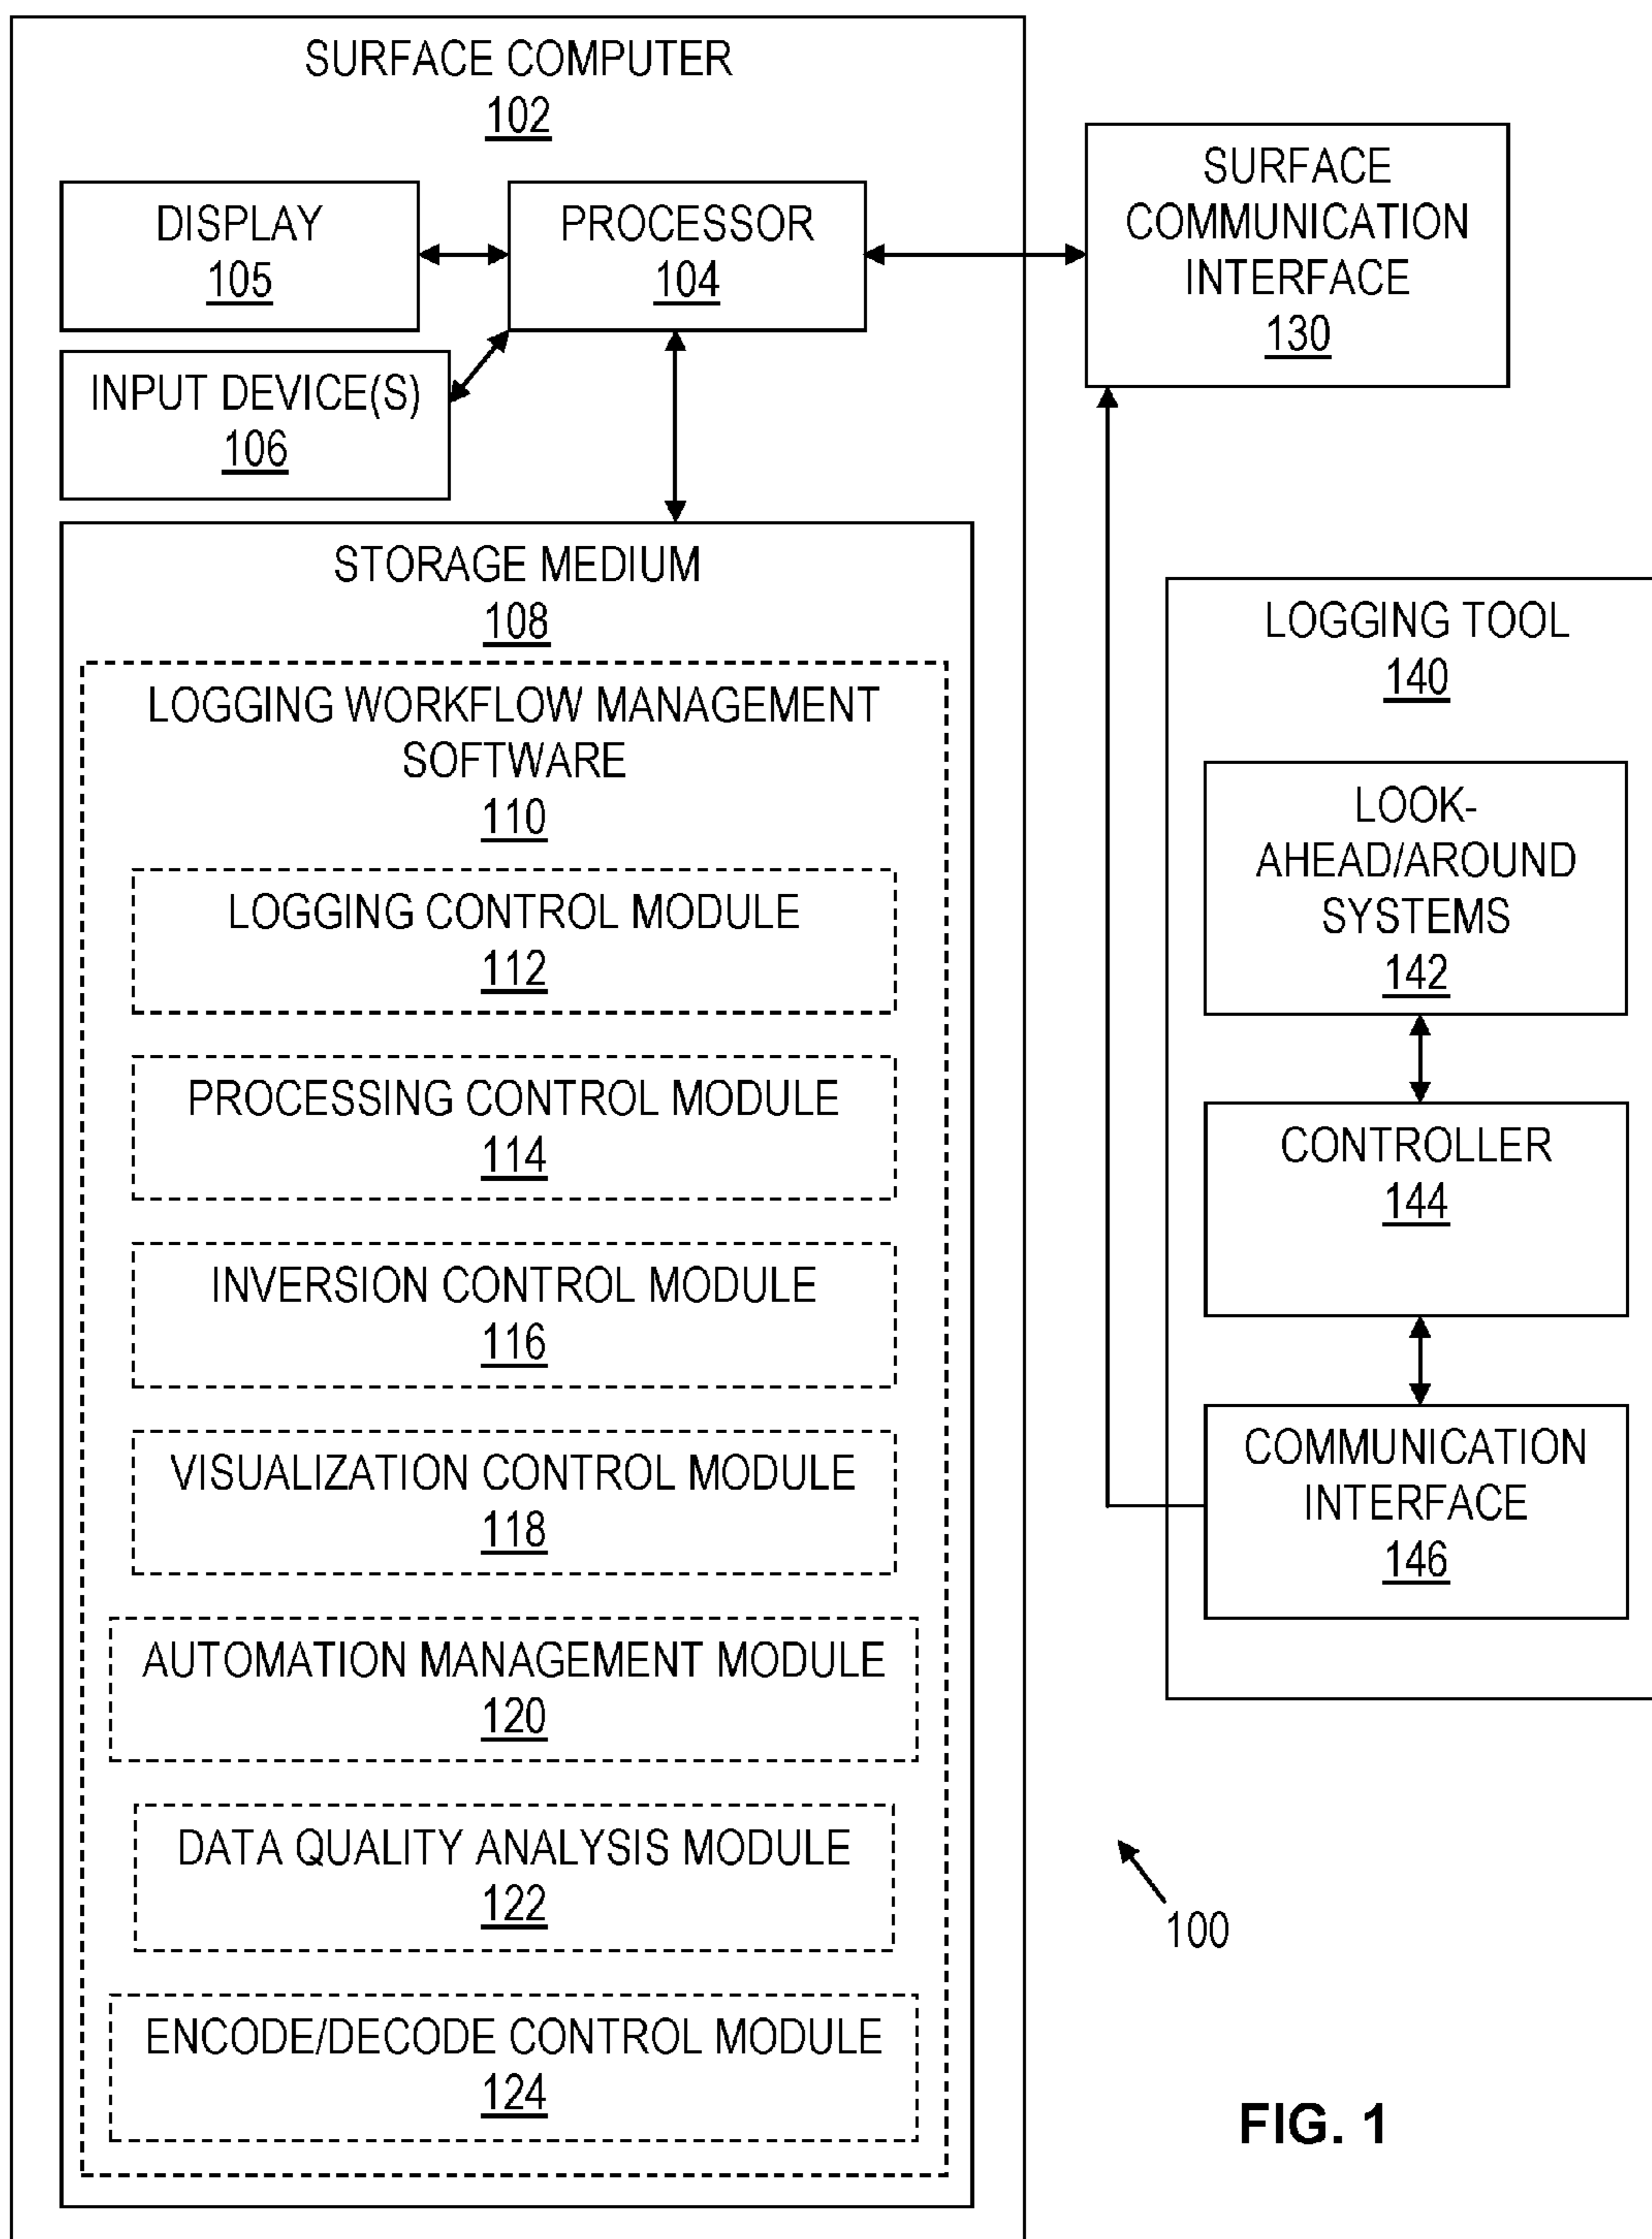 SURFACE COMPUTER
102
DISPLAY
105
PROCESSOR
104
INPUT DEVICE(S)
106
STORAGE MEDIUM
108
LOGGING WORKFLOW MANAGEMENT
SOFTWARE
110
LOGGING CONTROL MODULE
112
PROCESSING CONTROL MODULE
114
INVERSION CONTROL MODULE
116
VISUALIZATION CONTROL MODULE
118
AUTOMATION MANAGEMENT MODULE
120
DATA QUALITY ANALYSIS MODULE
122
ENCODE/DECODE CONTROL MODULE
124
SURFACE
COMMUNICATION
INTERFACE
130
LOGGING TOOL
140
LOOK-
AHEAD/AROUND
SYSTEMS
142
CONTROLLER
144
COMMUNICATION
INTERFACE
146
100
FIG. 1